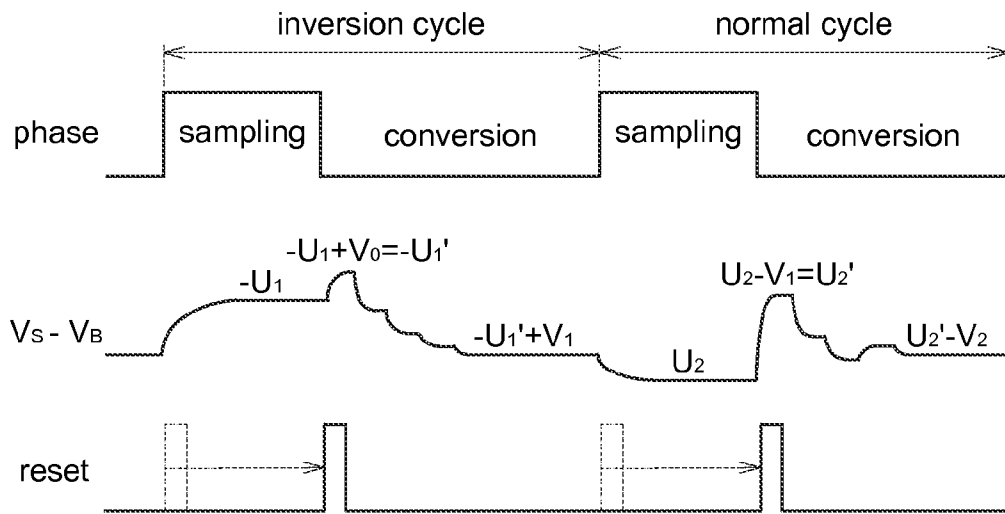 inversion cycle
normal cycle
phase
sampling
conversion
sampling
conversion
-U1+V0=-U1'
U2-V1=U2'
-U1
VS - VB
-U1'+V1
U2
U2'-V2
reset